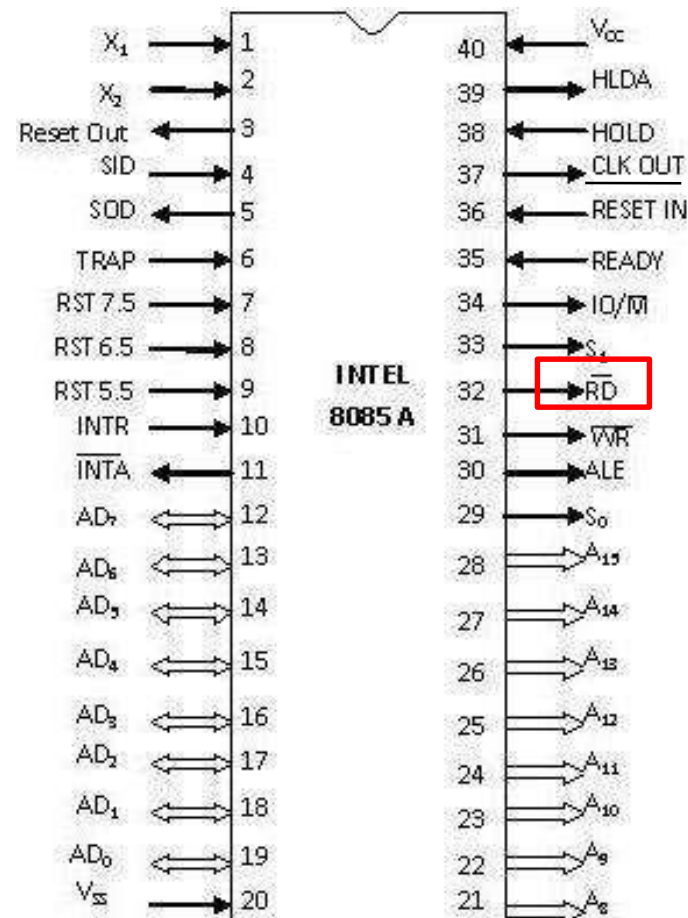 X₁ 1 40 Vcc
X₂ 2 39 HLDA
Reset Out 3 38 HOLD
SID 4 37 CLK OUT
SOD 5 36 RESET IN
TRAP 6 35 READY
RST 7.5 7 34 IO/M̅
RST 6.5 8 33 S₁
RST 5.5 9 32 R̅D̅
INTR 10 31 W̅R̅
I̅N̅T̅A̅ 11 30 ALE
AD₇ 12 29 S₀
AD₆ 13 28 A₁₅
AD₅ 14 27 A₁₄
AD₄ 15 26 A₁₃
AD₃ 16 25 A₁₂
AD₂ 17 24 A₁₁
AD₁ 18 23 A₁₀
AD₀ 19 22 A₉
Vss 20 21 A₈
INTEL
8085 A